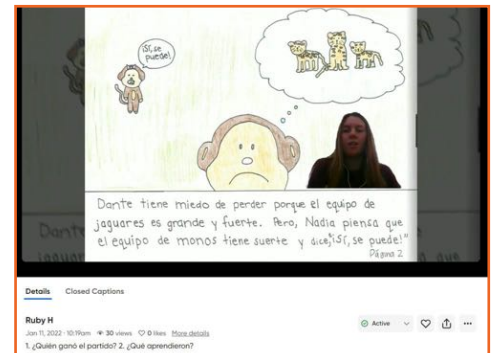 ¡Sí, se
puede!
Dante tiene miedo de perder porque el equipo de
jaguares es grande y fuerte. Pero, Nadia piensa que
el equipo de monos tiene suerte y dice, "¡Sí, se puede!"
Página 2
Details Closed Captions
Ruby H
Jan 11, 2022 · 10:19am 30 views 0 likes More details
Active
1. ¿Quién ganó el partido? 2. ¿Qué aprendieron?